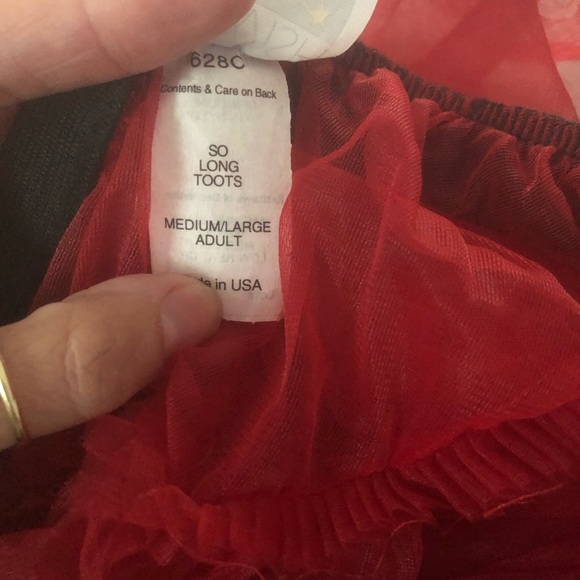 628C
Contents & Care on Back
SO
LONG
TOOTS
MEDIUM/LARGE
ADULT
in USA